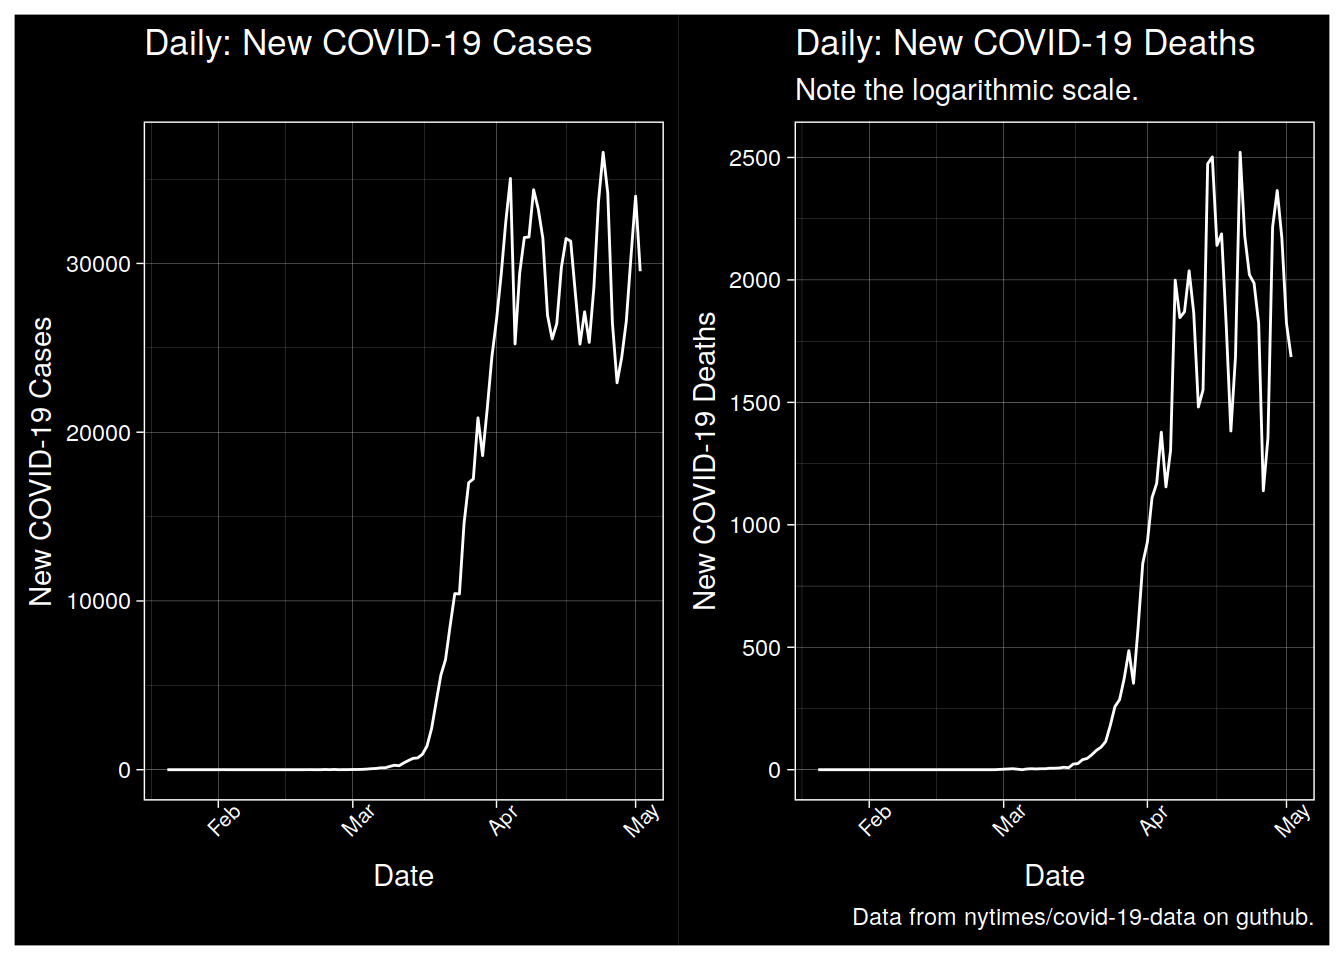 Daily: New COVID-19 Cases
New COVID-19 Cases
30000
20000
10000
0
Feb
Mar
Apr
May
Date
Daily: New COVID-19 Deaths
Note the logarithmic scale.
New COVID-19 Deaths
2500
2000
1500
1000
500
0
Feb
Mar
Apr
May
Date
Data from nytimes/covid-19-data on guthub.